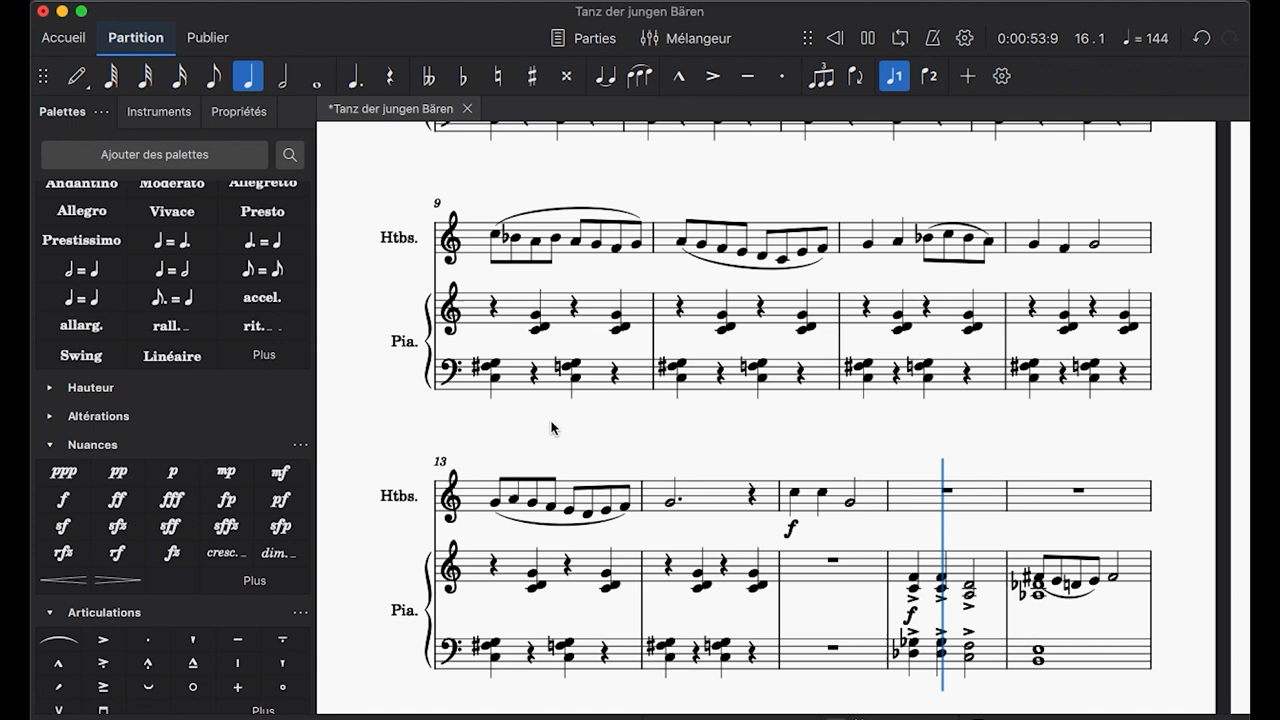 Tanz der jungen Bären
Accueil Partition Publier Parties Mélangeur 0:00:53:9 16 . 1 = 144
3 1 2
Palettes Instruments Propriétés *Tanz der jungen Bären
Ajouter des palettes
Andantino Moderato Allegretto
Allegro Vivace Presto
Prestissimo
accel.
allarg. rall. rit.
Swing Linéaire Plus
Hauteur
Altérations
Nuances
ppp pp p mp mf
f ff fff fp pf
sf sfz sff sffz sfp
rfz rf fz cresc. dim.
Plus
Articulations
Plus
9
Htbs.
Pia.
13
Htbs.
f
Pia.
f